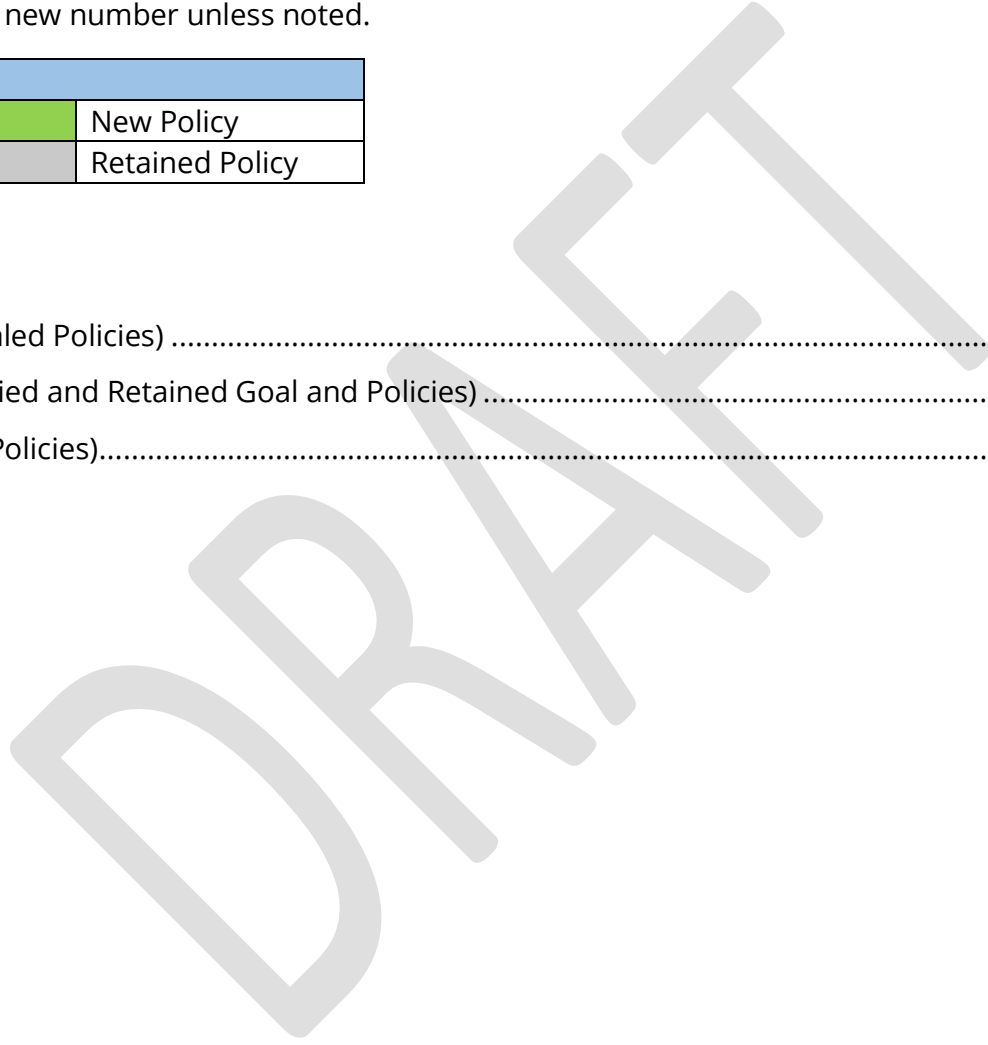 new number unless noted.
New Policy
Retained Policy
led Policies)
ied and Retained Goal and Policies)
Policies)
DRAFT